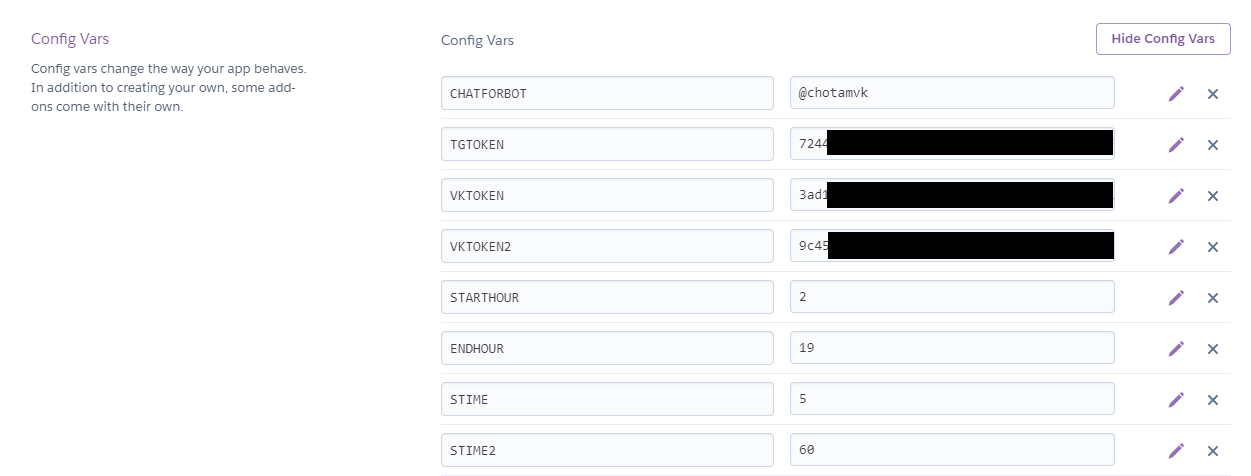 Config Vars
Config vars change the way your app behaves.
In addition to creating your own, some add-
ons come with their own.
Config Vars
Hide Config Vars
CHATFORBOT @chotamvk
TGTOKEN 7244
VKTOKEN 3ad1
VKTOKEN2 9c45
STARTHOUR 2
ENDHOUR 19
STIME 5
STIME2 60